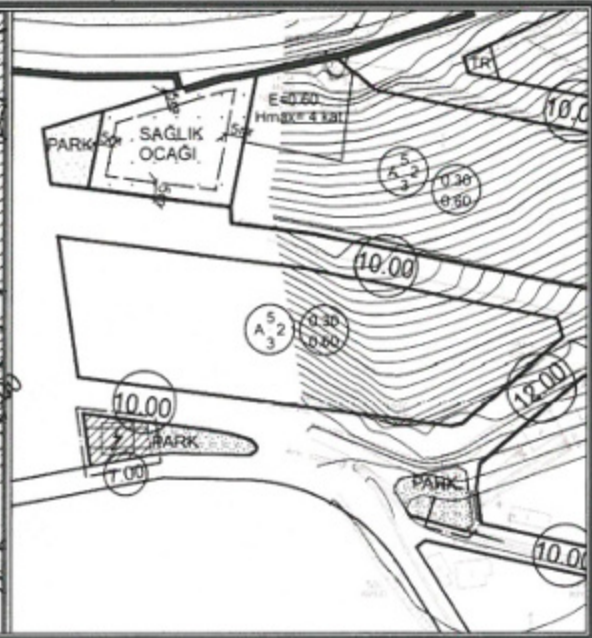 TR
10.0
E=0.60
Hmax= 4 kat
PARK
SAĞLIK
OCAĞI
5
A 2
3
0.30
0.60
10.00
5
A 2
3
0.30
0.60
12.00
10.00
PARK
7.00
PARK
10.00